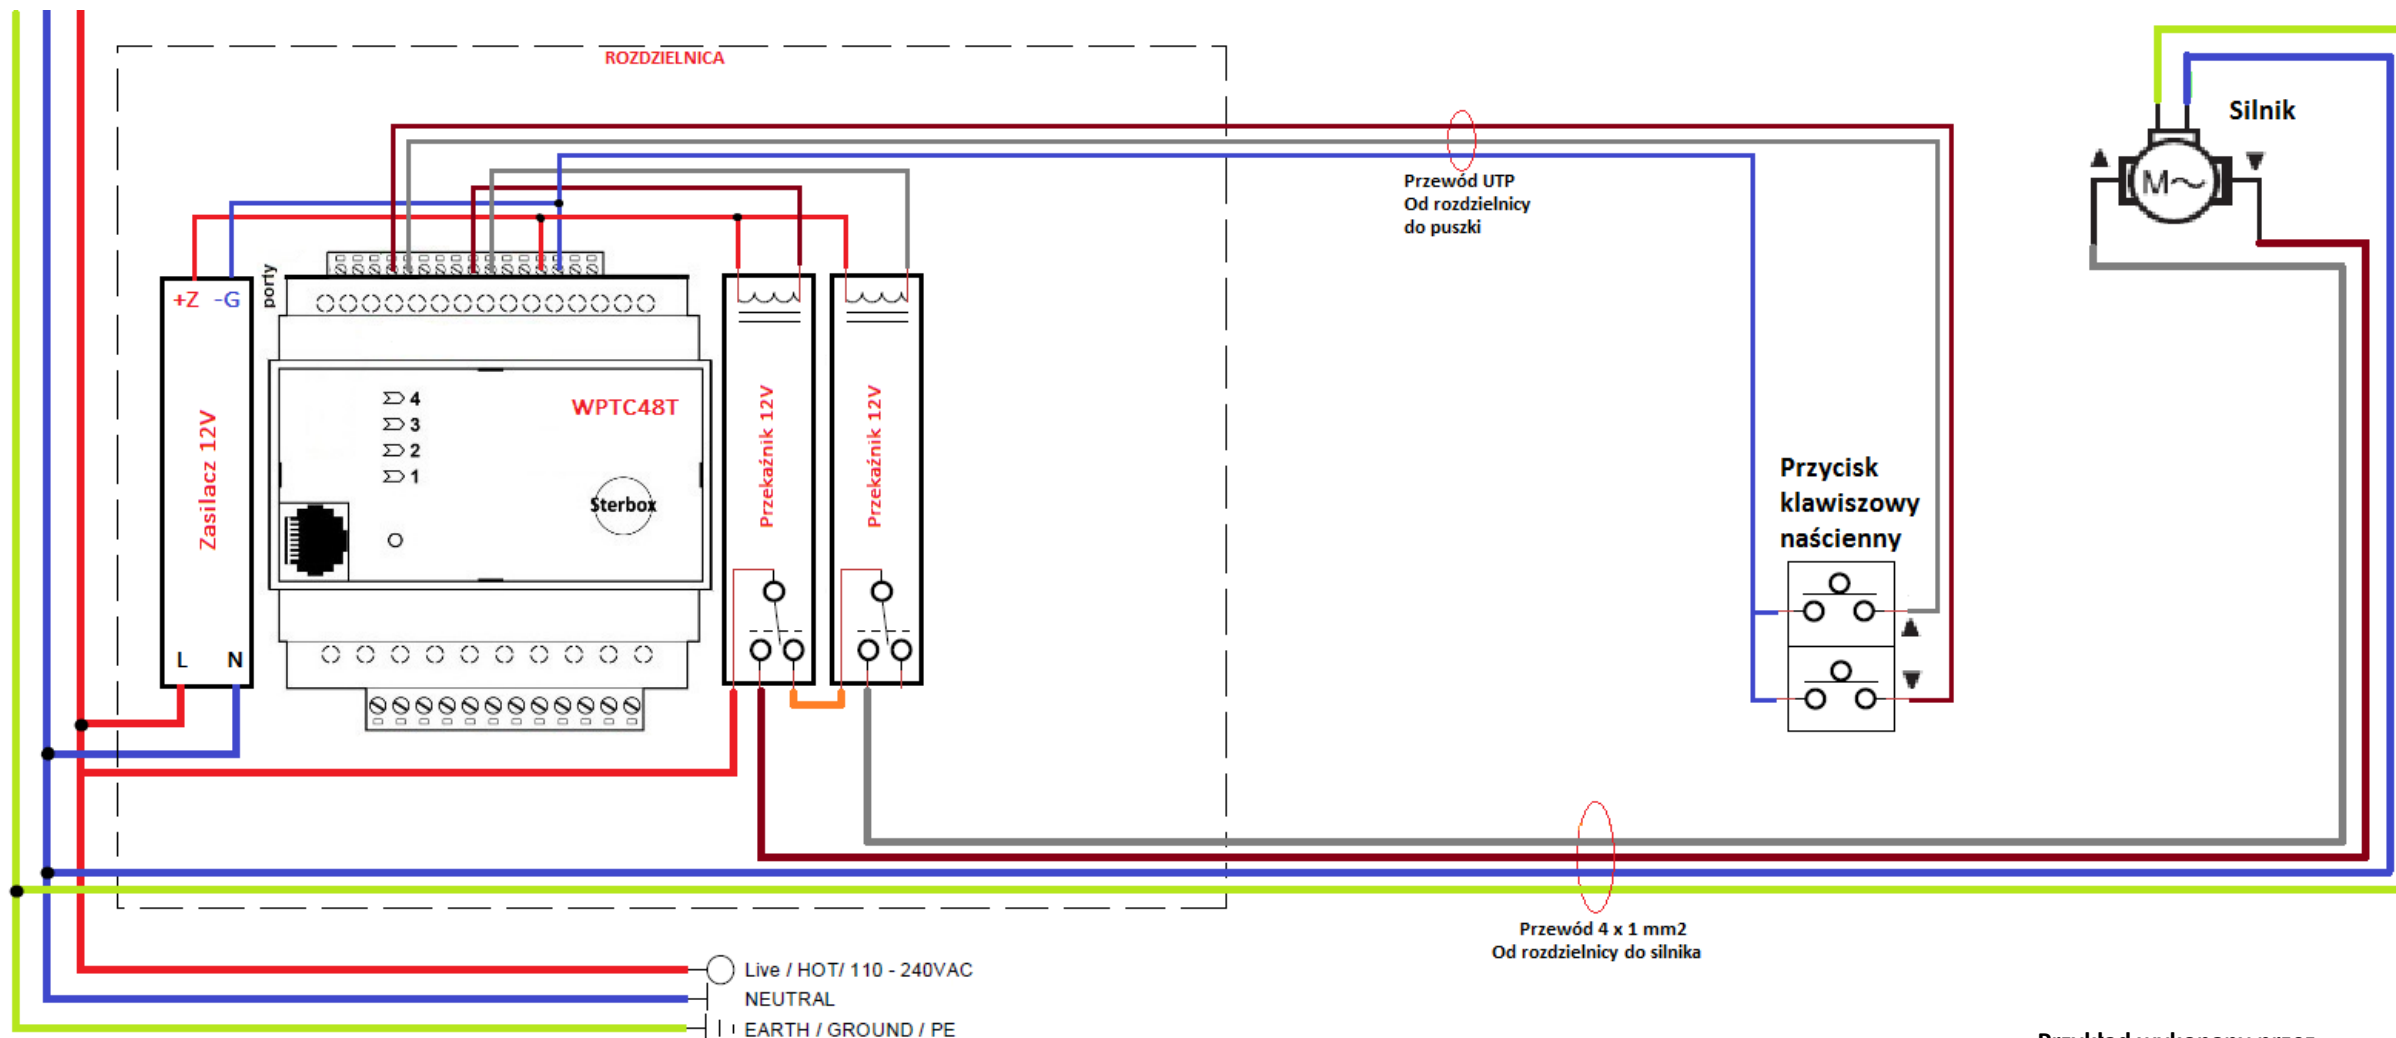 ROZDZIELNICA
Silnik
M
Przewód UTP
Od rozdzielnicy
do puszki
porty
+Z -G
Zasilacz 12V
L N
4
3
2
1
WPTC48T
Sterbox
Przekaźnik 12V
Przekaźnik 12V
Przycisk
klawiszowy
naścienny
Przewód 4 x 1 mm2
Od rozdzielnicy do silnika
Live / HOT/ 110 - 240VAC
NEUTRAL
EARTH / GROUND / PE